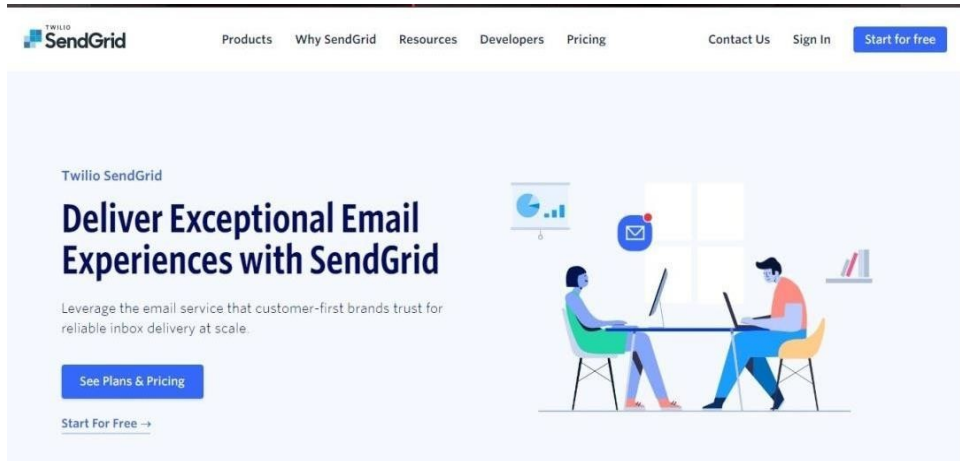 TWILIO
SendGrid
Products Why SendGrid Resources Developers Pricing Contact Us Sign In Start for free
Twilio SendGrid
Deliver Exceptional Email
Experiences with SendGrid
Leverage the email service that customer-first brands trust for
reliable inbox delivery at scale.
See Plans & Pricing
Start For Free →